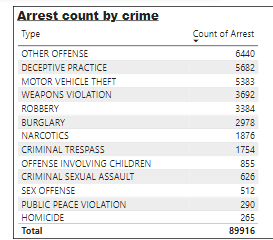 Arrest count by crime
Type Count of Arrest
OTHER OFFENSE 6440
DECEPTIVE PRACTICE 5682
MOTOR VEHICLE THEFT 5383
WEAPONS VIOLATION 3692
ROBBERY 3384
BURGLARY 2978
NARCOTICS 1876
CRIMINAL TRESPASS 1754
OFFENSE INVOLVING CHILDREN 855
CRIMINAL SEXUAL ASSAULT 626
SEX OFFENSE 512
PUBLIC PEACE VIOLATION 290
HOMICIDE 265
Total 89916